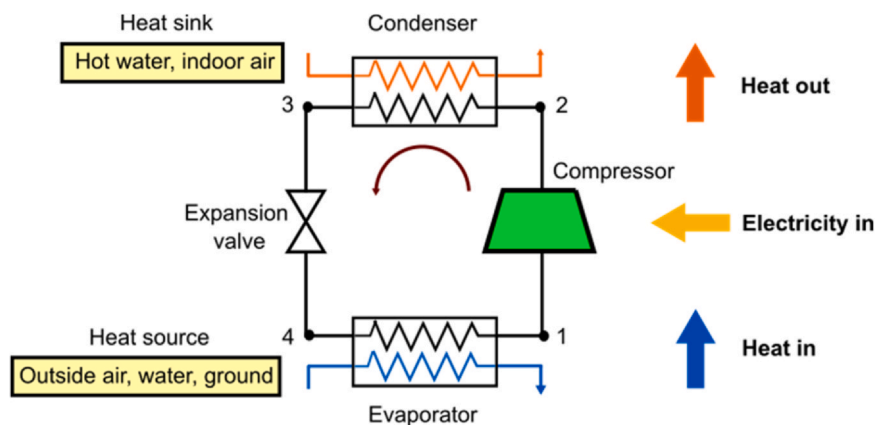 Heat sink
Condenser
Hot water, indoor air
3
2
Heat out
Compressor
Expansion
valve
Electricity in
Heat source
4
1
Outside air, water, ground
Heat in
Evaporator